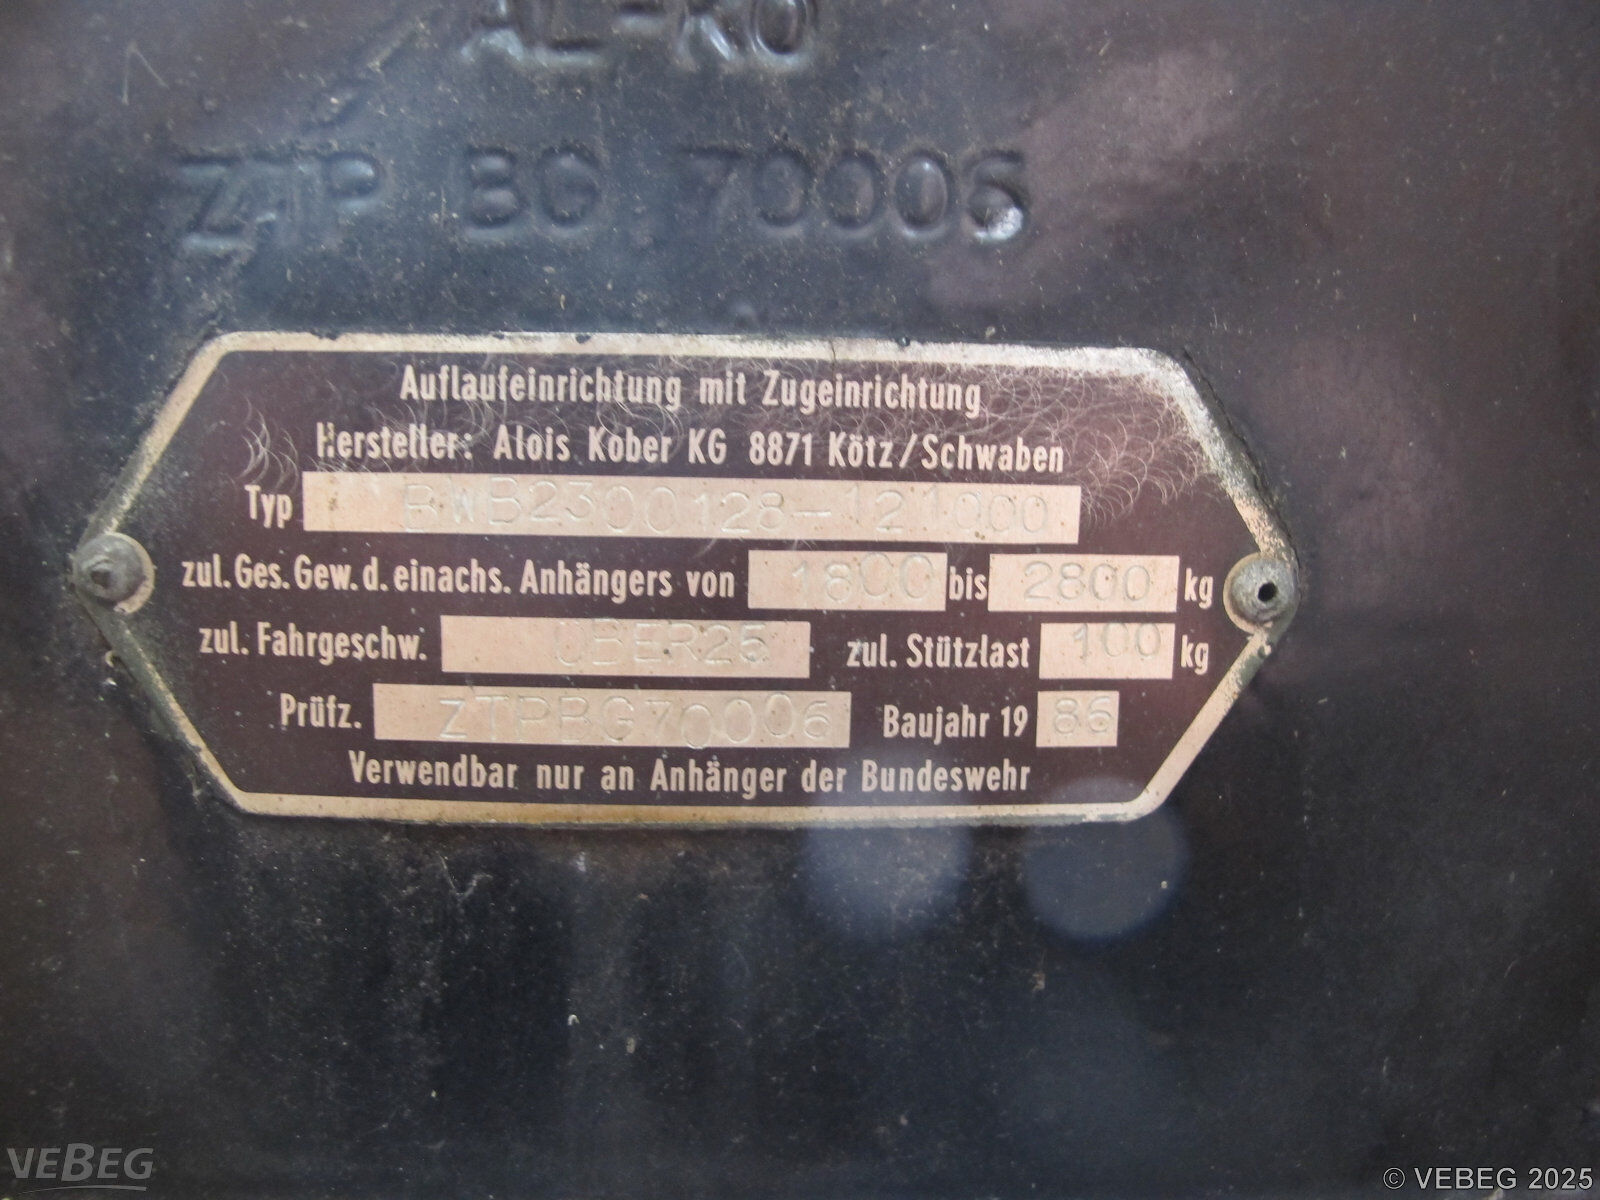 AL-KO
ZTP BG 70006
Auflaufeinrichtung mit Zugeinrichtung
Hersteller: Alois Kober KG 8871 Kötz/Schwaben
Typ BWB2300128-121000
zul. Ges. Gew. d. einachs. Anhängers von 1800 bis 2800 kg
zul. Fahrgeschw. ÜBER25 zul. Stützlast 100 kg
Prüfz. ZTPBG70006 Baujahr 19 86
Verwendbar nur an Anhänger der Bundeswehr
VEBEG
© VEBEG 2025